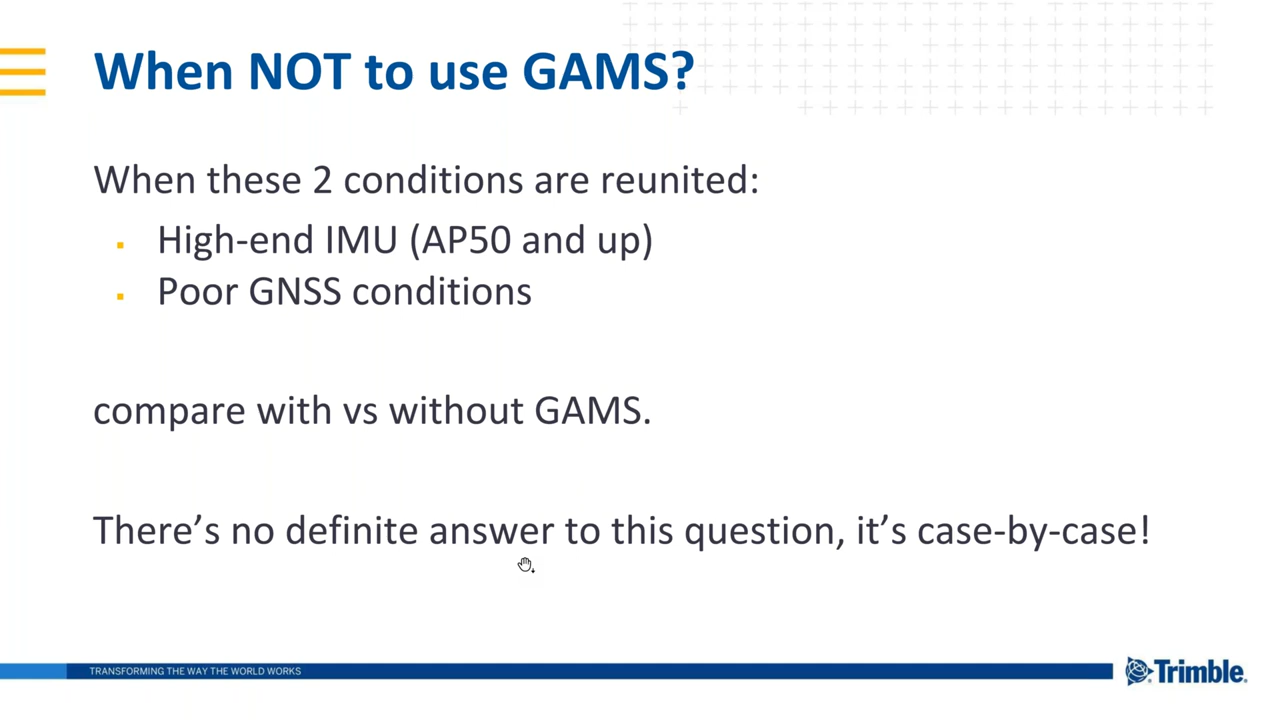 When NOT to use GAMS?
When these 2 conditions are reunited:
High-end IMU (AP50 and up)
Poor GNSS conditions
compare with vs without GAMS.
There’s no definite answer to this question, it’s case-by-case!
TRANSFORMING THE WAY THE WORLD WORKS
Trimble